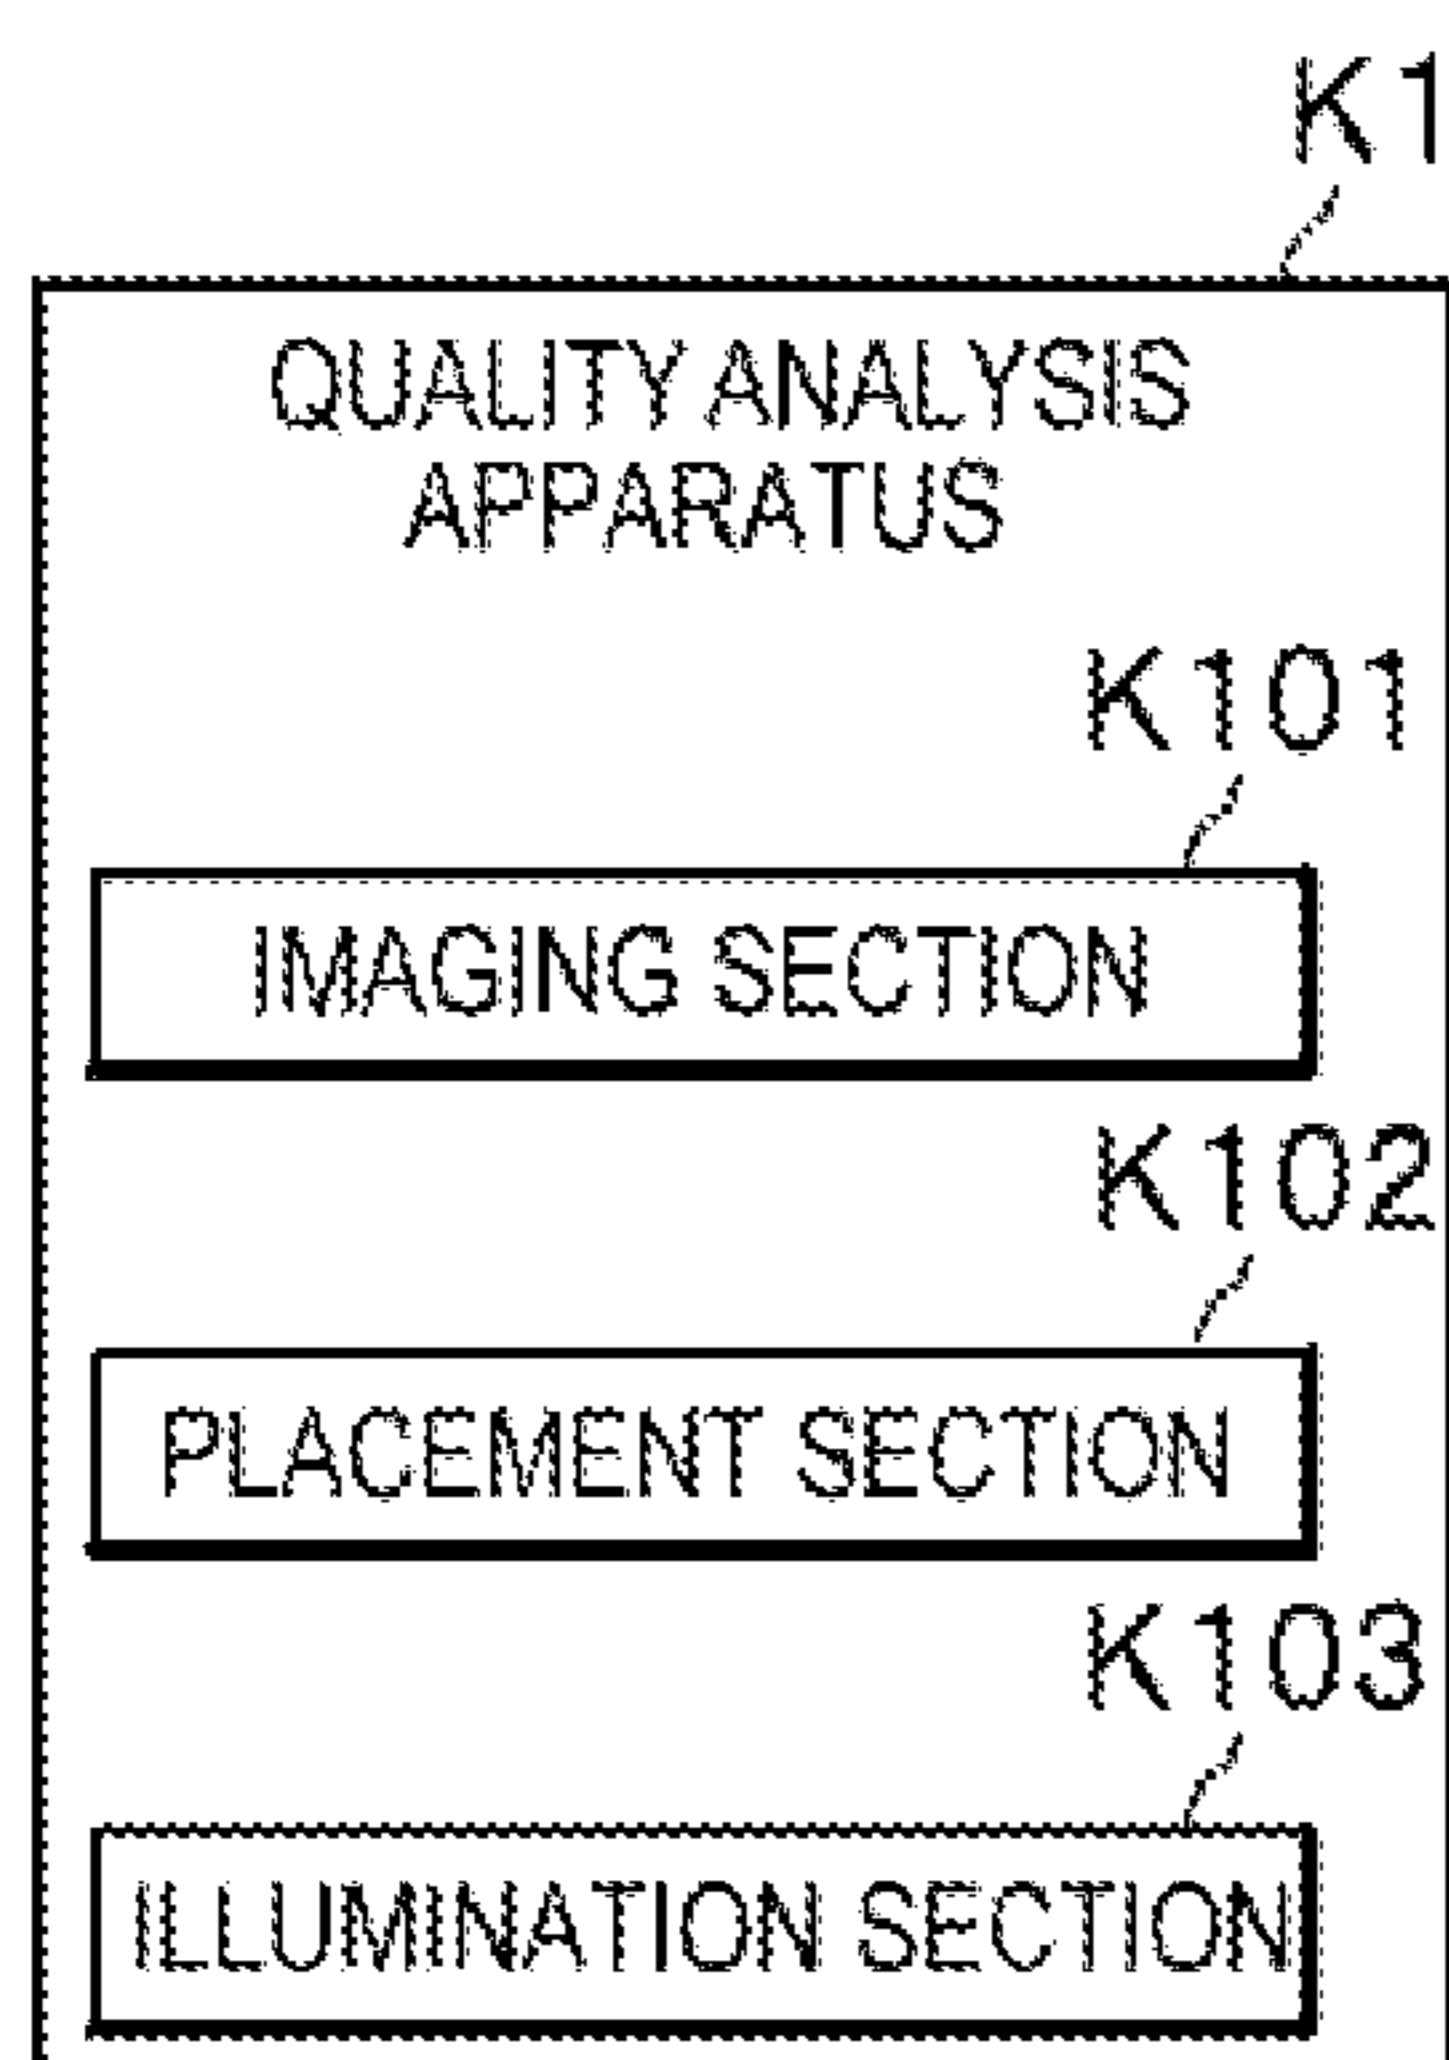 K1
QUALITY ANALYSIS
APPARATUS
K101
IMAGING SECTION
K102
PLACEMENT SECTION
K103
ILLUMINATION SECTION